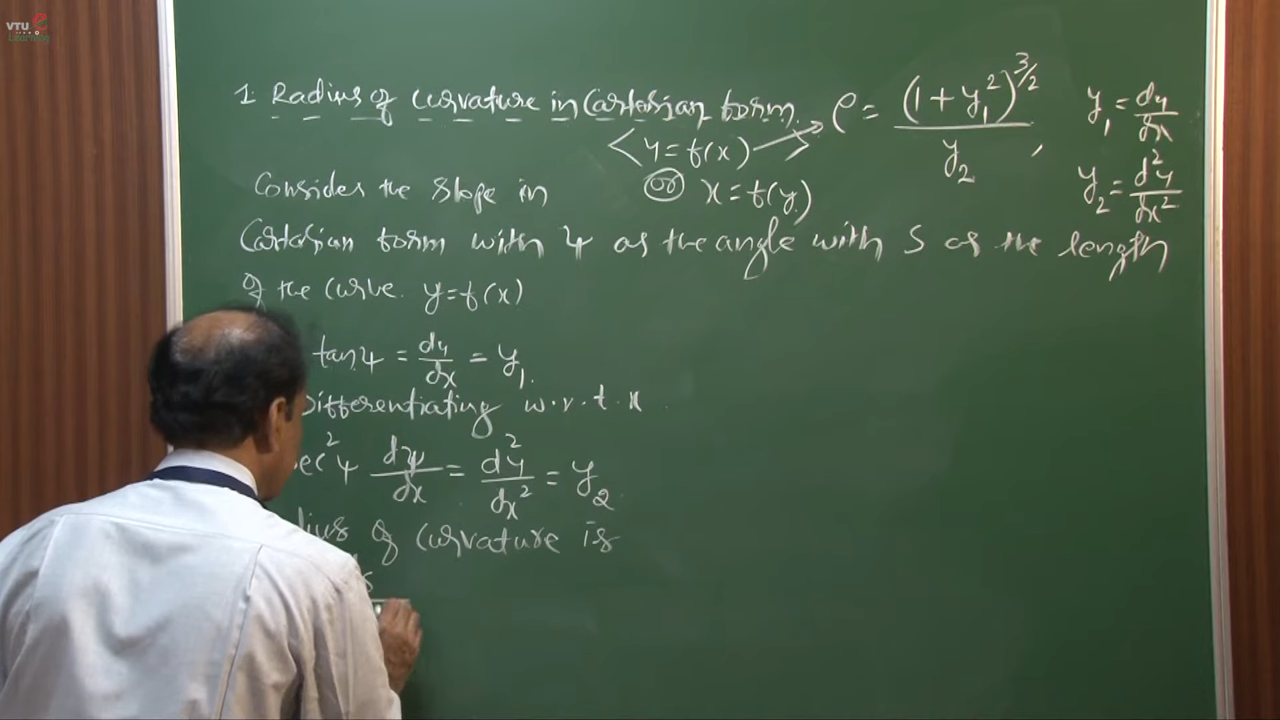 VTU e
Learning
1. Radius of curvature in Cartesian form.
<y = f(x)> → ρ = (1 + y₁²)^(3/2) / y₂ , y₁ = dy/dx
(or) x = f(y) y₂ = d²y/dx²
Consider the slope in
Cartesian form with ψ as the angle with S as the length
of the curve. y = f(x)
tan ψ = dy/dx = y₁.
Differentiating w.r.t. x
ec² ψ dψ/dx = d²y/dx² = y₂.
dius of curvature is